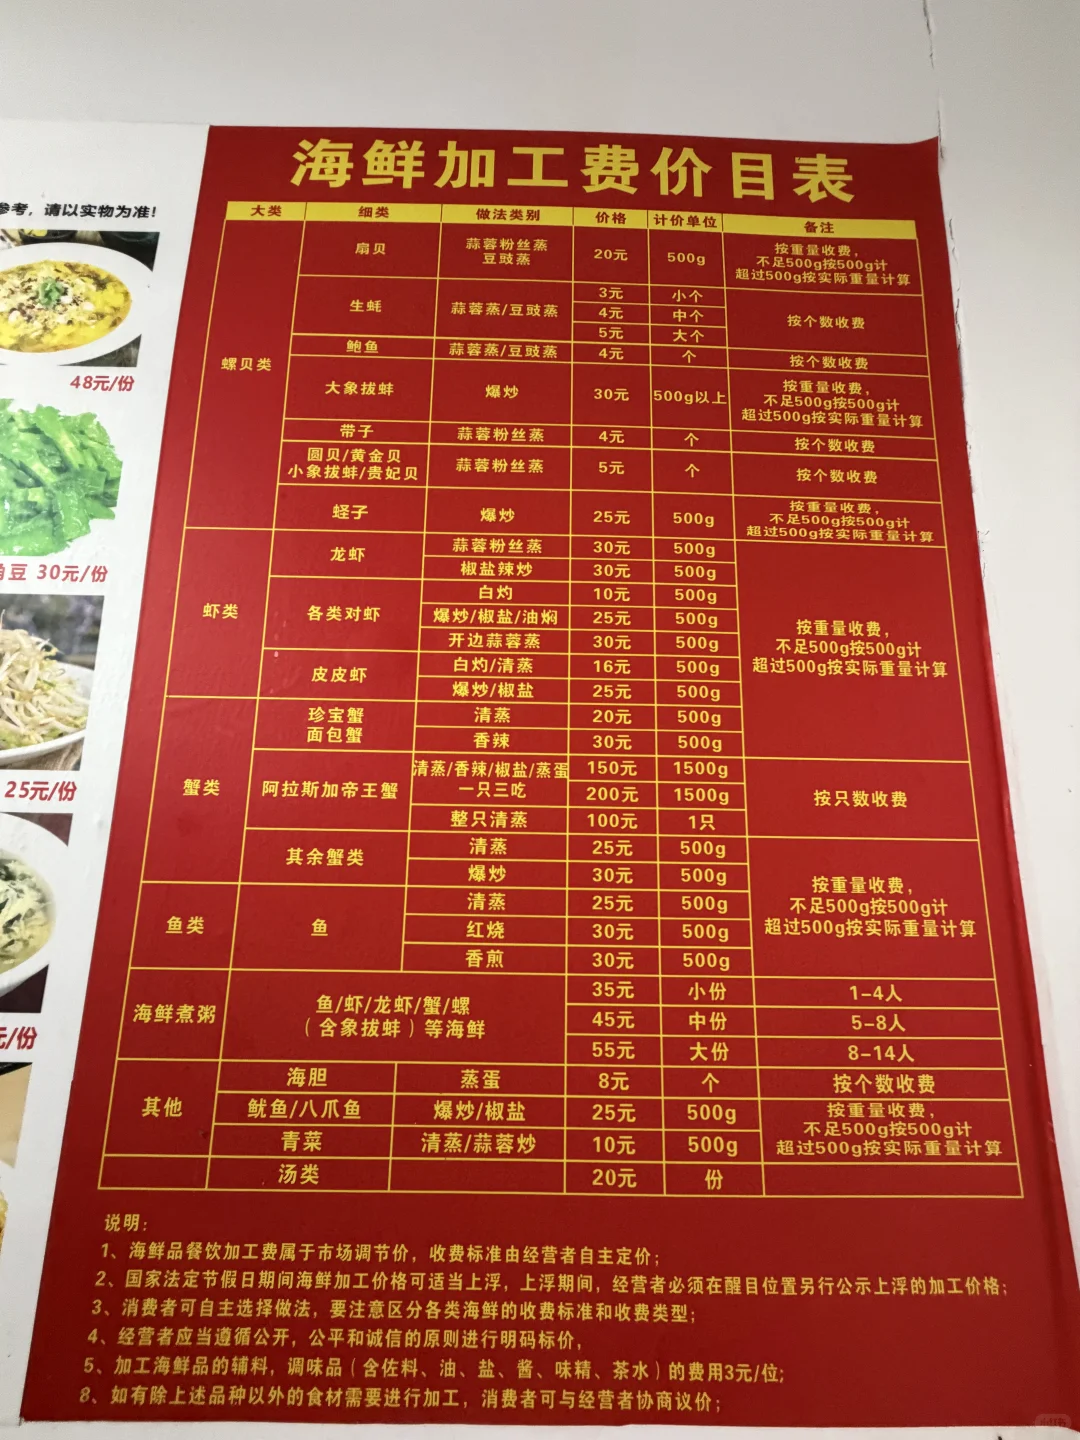 海鲜加工费价目表
参考，请以实物为准！
48元/份
角豆 30元/份
25元/份
元/份
大类 细类 做法类别 价格 计价单位 备注
螺贝类
扇贝 蒜蓉粉丝蒸 豆豉蒸 20元 500g 按重量收费，
不足500g按500g计
超过500g按实际重量计算
生蚝 蒜蓉蒸/豆豉蒸 3元 小个 按个数收费
4元 中个
5元 大个
鲍鱼 蒜蓉蒸/豆豉蒸 4元 个 按个数收费
大象拔蚌 爆炒 30元 500g以上 按重量收费，
不足500g按500g计
超过500g按实际重量计算
带子 蒜蓉粉丝蒸 4元 个 按个数收费
圆贝/黄金贝
小象拔蚌/贵妃贝 蒜蓉粉丝蒸 5元 个 按个数收费
蛏子 爆炒 25元 500g 按重量收费，
不足500g按500g计
超过500g按实际重量计算
虾类
龙虾 蒜蓉粉丝蒸 30元 500g
椒盐辣炒 30元 500g
各类对虾 白灼 10元 500g
爆炒/椒盐/油焖 25元 500g
开边蒜蓉蒸 30元 500g
皮皮虾 白灼/清蒸 16元 500g
爆炒/椒盐 25元 500g
按重量收费，
不足500g按500g计
超过500g按实际重量计算
蟹类
珍宝蟹
面包蟹 清蒸 20元 500g
香辣 30元 500g
阿拉斯加帝王蟹 清蒸/香辣/椒盐/蒸蛋 150元 1500g
一只三吃 200元 1500g
整只清蒸 100元 1只
按只数收费
其余蟹类 清蒸 25元 500g
爆炒 30元 500g
鱼类
鱼 清蒸 25元 500g
红烧 30元 500g
香煎 30元 500g
按重量收费，
不足500g按500g计
超过500g按实际重量计算
海鲜煮粥
鱼/虾/龙虾/蟹/螺
（含象拔蚌）等海鲜
35元 小份 1-4人
45元 中份 5-8人
55元 大份 8-14人
其他
海胆 蒸蛋 8元 个 按个数收费
鱿鱼/八爪鱼 爆炒/椒盐 25元 500g
青菜 清蒸/蒜蓉炒 10元 500g
按重量收费，
不足500g按500g计
超过500g按实际重量计算
汤类 20元 份
说明：
1、海鲜品餐饮加工费属于市场调节价，收费标准由经营者自主定价；
2、国家法定节假日期间海鲜加工价格可适当上浮，上浮期间，经营者必须在醒目位置另行公示上浮的加工价格；
3、消费者可自主选择做法，要注意区分各类海鲜的收费标准和收费类型；
4、经营者应当遵循公开，公平和诚信的原则进行明码标价，
5、加工海鲜品的辅料，调味品（含佐料、油、盐、酱、味精、茶水）的费用3元/位；
8、如有除上述品种以外的食材需要进行加工，消费者可与经营者协商议价；